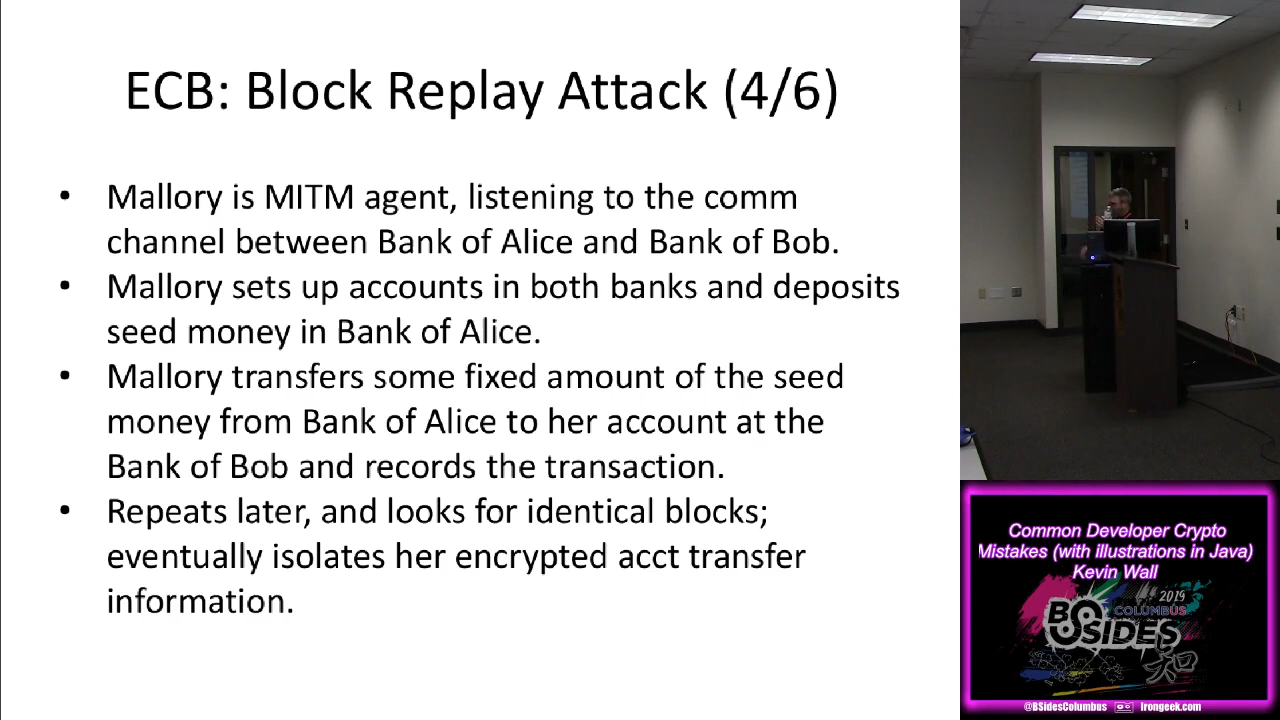 ECB: Block Replay Attack (4/6)
• Mallory is MITM agent, listening to the comm
channel between Bank of Alice and Bank of Bob.
• Mallory sets up accounts in both banks and deposits
seed money in Bank of Alice.
• Mallory transfers some fixed amount of the seed
money from Bank of Alice to her account at the
Bank of Bob and records the transaction.
• Repeats later, and looks for identical blocks;
eventually isolates her encrypted acct transfer
information.
Common Developer Crypto
Mistakes (with illustrations in Java)
Kevin Wall
2019
COLUMBUS
BSIDES
知
@BSidesColumbus irongeek.com